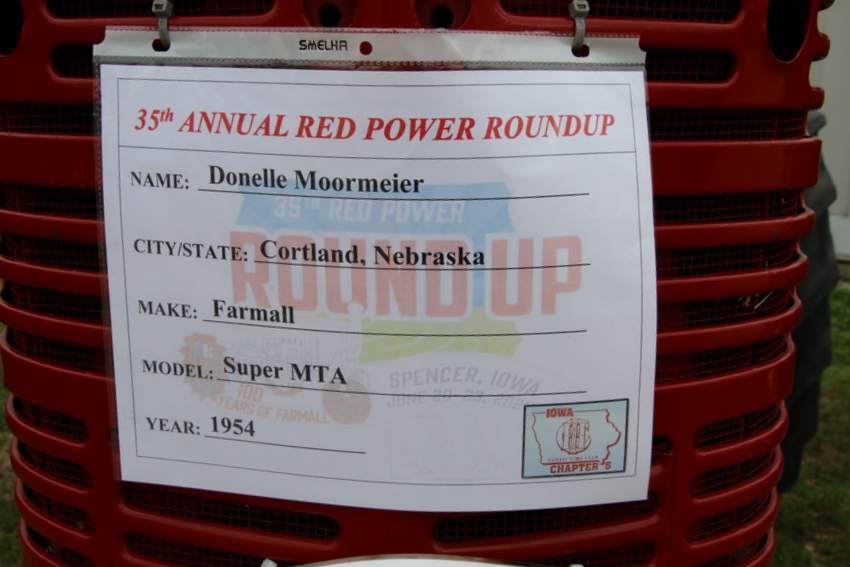 SMELHA
35th ANNUAL RED POWER ROUNDUP
NAME: Donelle Moormeier
35TH RED POWER
CITY/STATE: Cortland, Nebraska
ROUND UP
MAKE: Farmall
MODEL: Super MTA
SPENCER, IOWA
100
YEARS OF FARMALL
YEAR: 1954
IOWA
CHAPTER 5